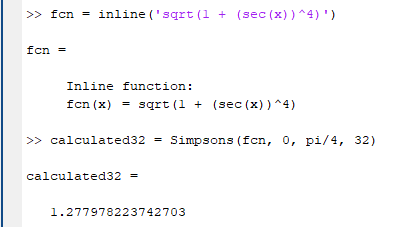 >> fcn = inline('sqrt(1 + (sec(x))^4)')
fcn =
Inline function:
fcn(x) = sqrt(1 + (sec(x))^4)
>> calculated32 = Simpsons(fcn, 0, pi/4, 32)
calculated32 =
1.277978223742703